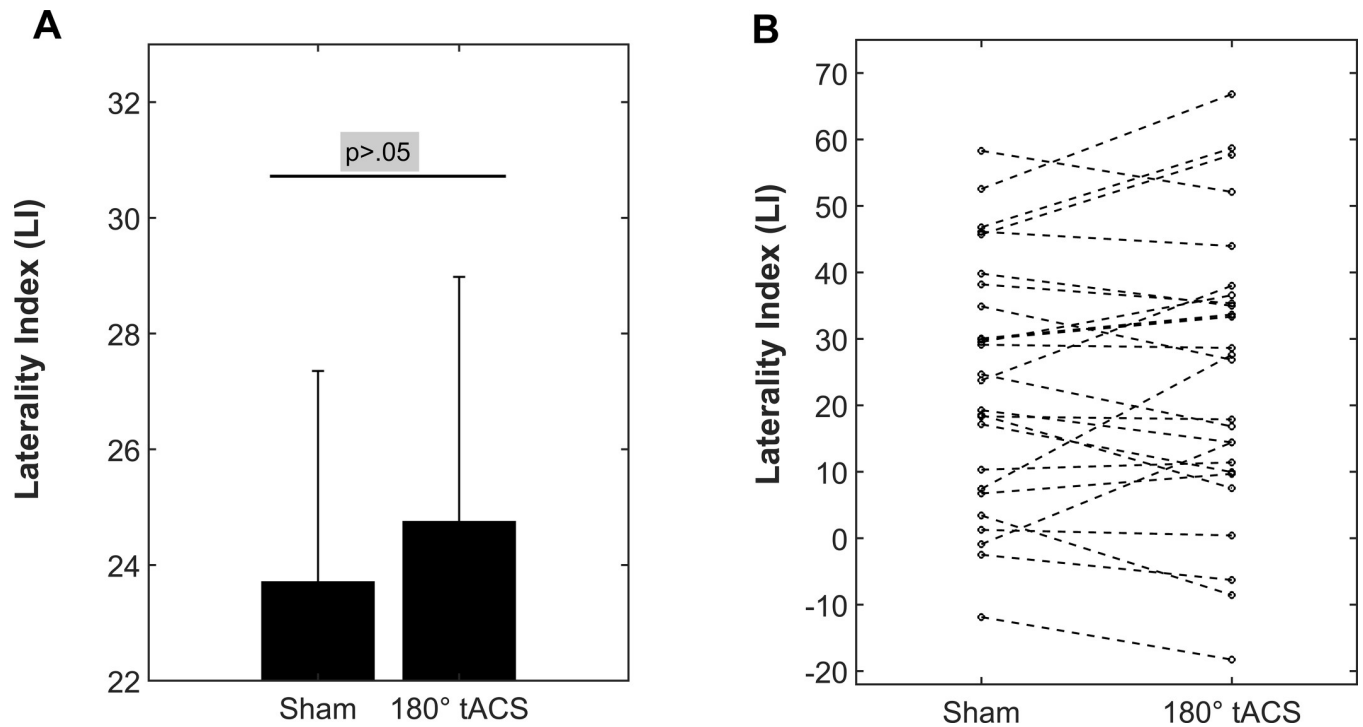 A
Laterality Index (LI)
32
30
28
26
24
22
p>.05
Sham
180° tACS
B
Laterality Index (LI)
70
60
50
40
30
20
10
0
-10
-20
Sham
180° tACS